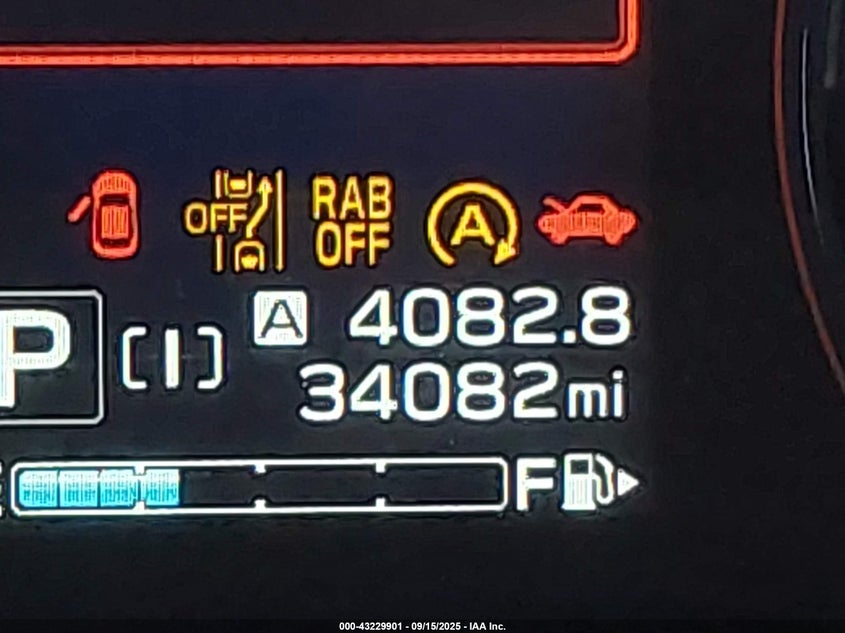 OFF
RAB
OFF
A
P
[I]
A 4082.8
34082mi
F
000-43229901 - 09/15/2025 - IAA Inc.